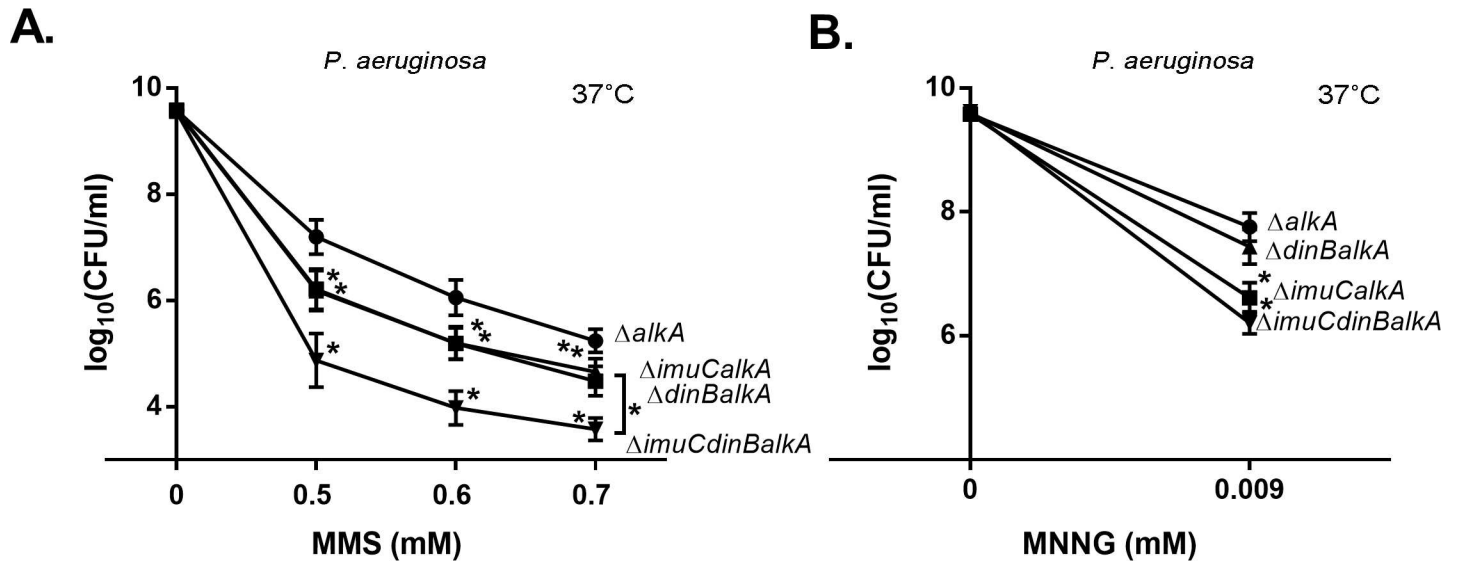 A.
P. aeruginosa
37°C
log10(CFU/ml)
10
8
6
4
* *
*
* *
*
**
*
*
ΔalkA
ΔimuCalkA
ΔdinBalkA
ΔimuCdinBalkA
0 0.5 0.6 0.7
MMS (mM)
B.
P. aeruginosa
37°C
log10(CFU/ml)
10
8
6
ΔalkA
ΔdinBalkA
*
ΔimuCalkA
*
ΔimuCdinBalkA
0 0.009
MNNG (mM)